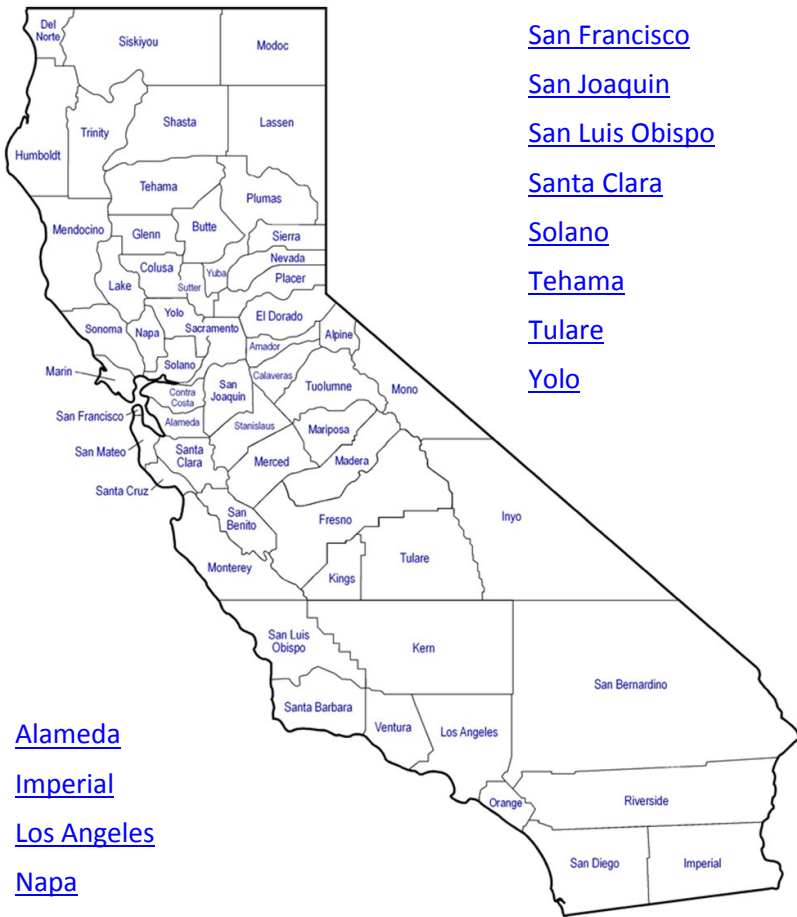 Del
Norte
Siskiyou
Modoc
Humboldt
Trinity
Shasta
Lassen
Tehama
Plumas
Mendocino
Glenn
Butte
Sierra
Nevada
Lake
Colusa
Sutter
Yuba
Placer
Sonoma
Napa
Yolo
Sacramento
El Dorado
Alpine
Marin
Solano
Amador
Contra
Costa
San
Joaquin
Calaveras
Tuolumne
Mono
San Francisco
Alameda
Stanislaus
Mariposa
San Mateo
Santa
Clara
Merced
Madera
Santa Cruz
San
Benito
Fresno
Inyo
Monterey
Kings
Tulare
San Luis
Obispo
Kern
San Bernardino
Santa Barbara
Ventura
Los Angeles
Orange
Riverside
San Diego
Imperial
San Francisco
San Joaquin
San Luis Obispo
Santa Clara
Solano
Tehama
Tulare
Yolo
Alameda
Imperial
Los Angeles
Napa